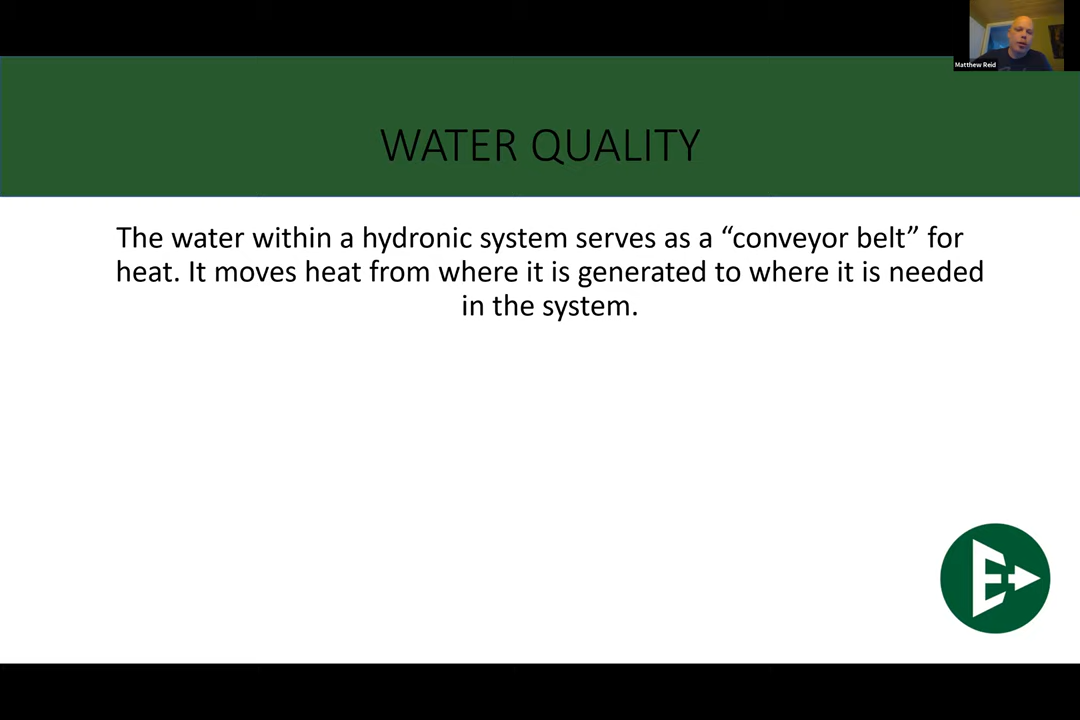 Matthew Reid
WATER QUALITY
The water within a hydronic system serves as a “conveyor belt” for
heat. It moves heat from where it is generated to where it is needed
in the system.
E